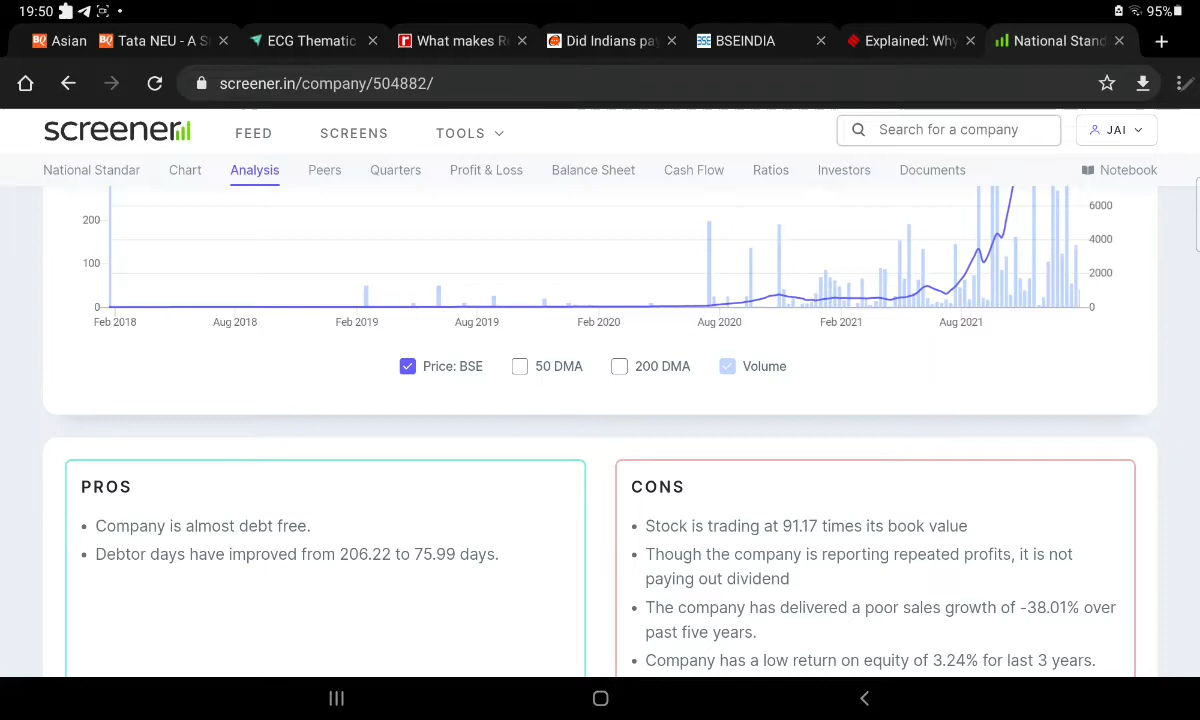 19:50
95%
Asian
Tata NEU - A S
ECG Thematic
What makes R
Did Indians pa
BSEINDIA
Explained: Why
National Stand
screener.in/company/504882/
screener
FEED
SCREENS
TOOLS
Search for a company
JAI
National Standar
Chart
Analysis
Peers
Quarters
Profit & Loss
Balance Sheet
Cash Flow
Ratios
Investors
Documents
Notebook
200
6000
4000
100
2000
0
0
Feb 2018
Aug 2018
Feb 2019
Aug 2019
Feb 2020
Aug 2020
Feb 2021
Aug 2021
Price: BSE
50 DMA
200 DMA
Volume
PROS
• Company is almost debt free.
• Debtor days have improved from 206.22 to 75.99 days.
CONS
• Stock is trading at 91.17 times its book value
• Though the company is reporting repeated profits, it is not
paying out dividend
• The company has delivered a poor sales growth of -38.01% over
past five years.
• Company has a low return on equity of 3.24% for last 3 years.